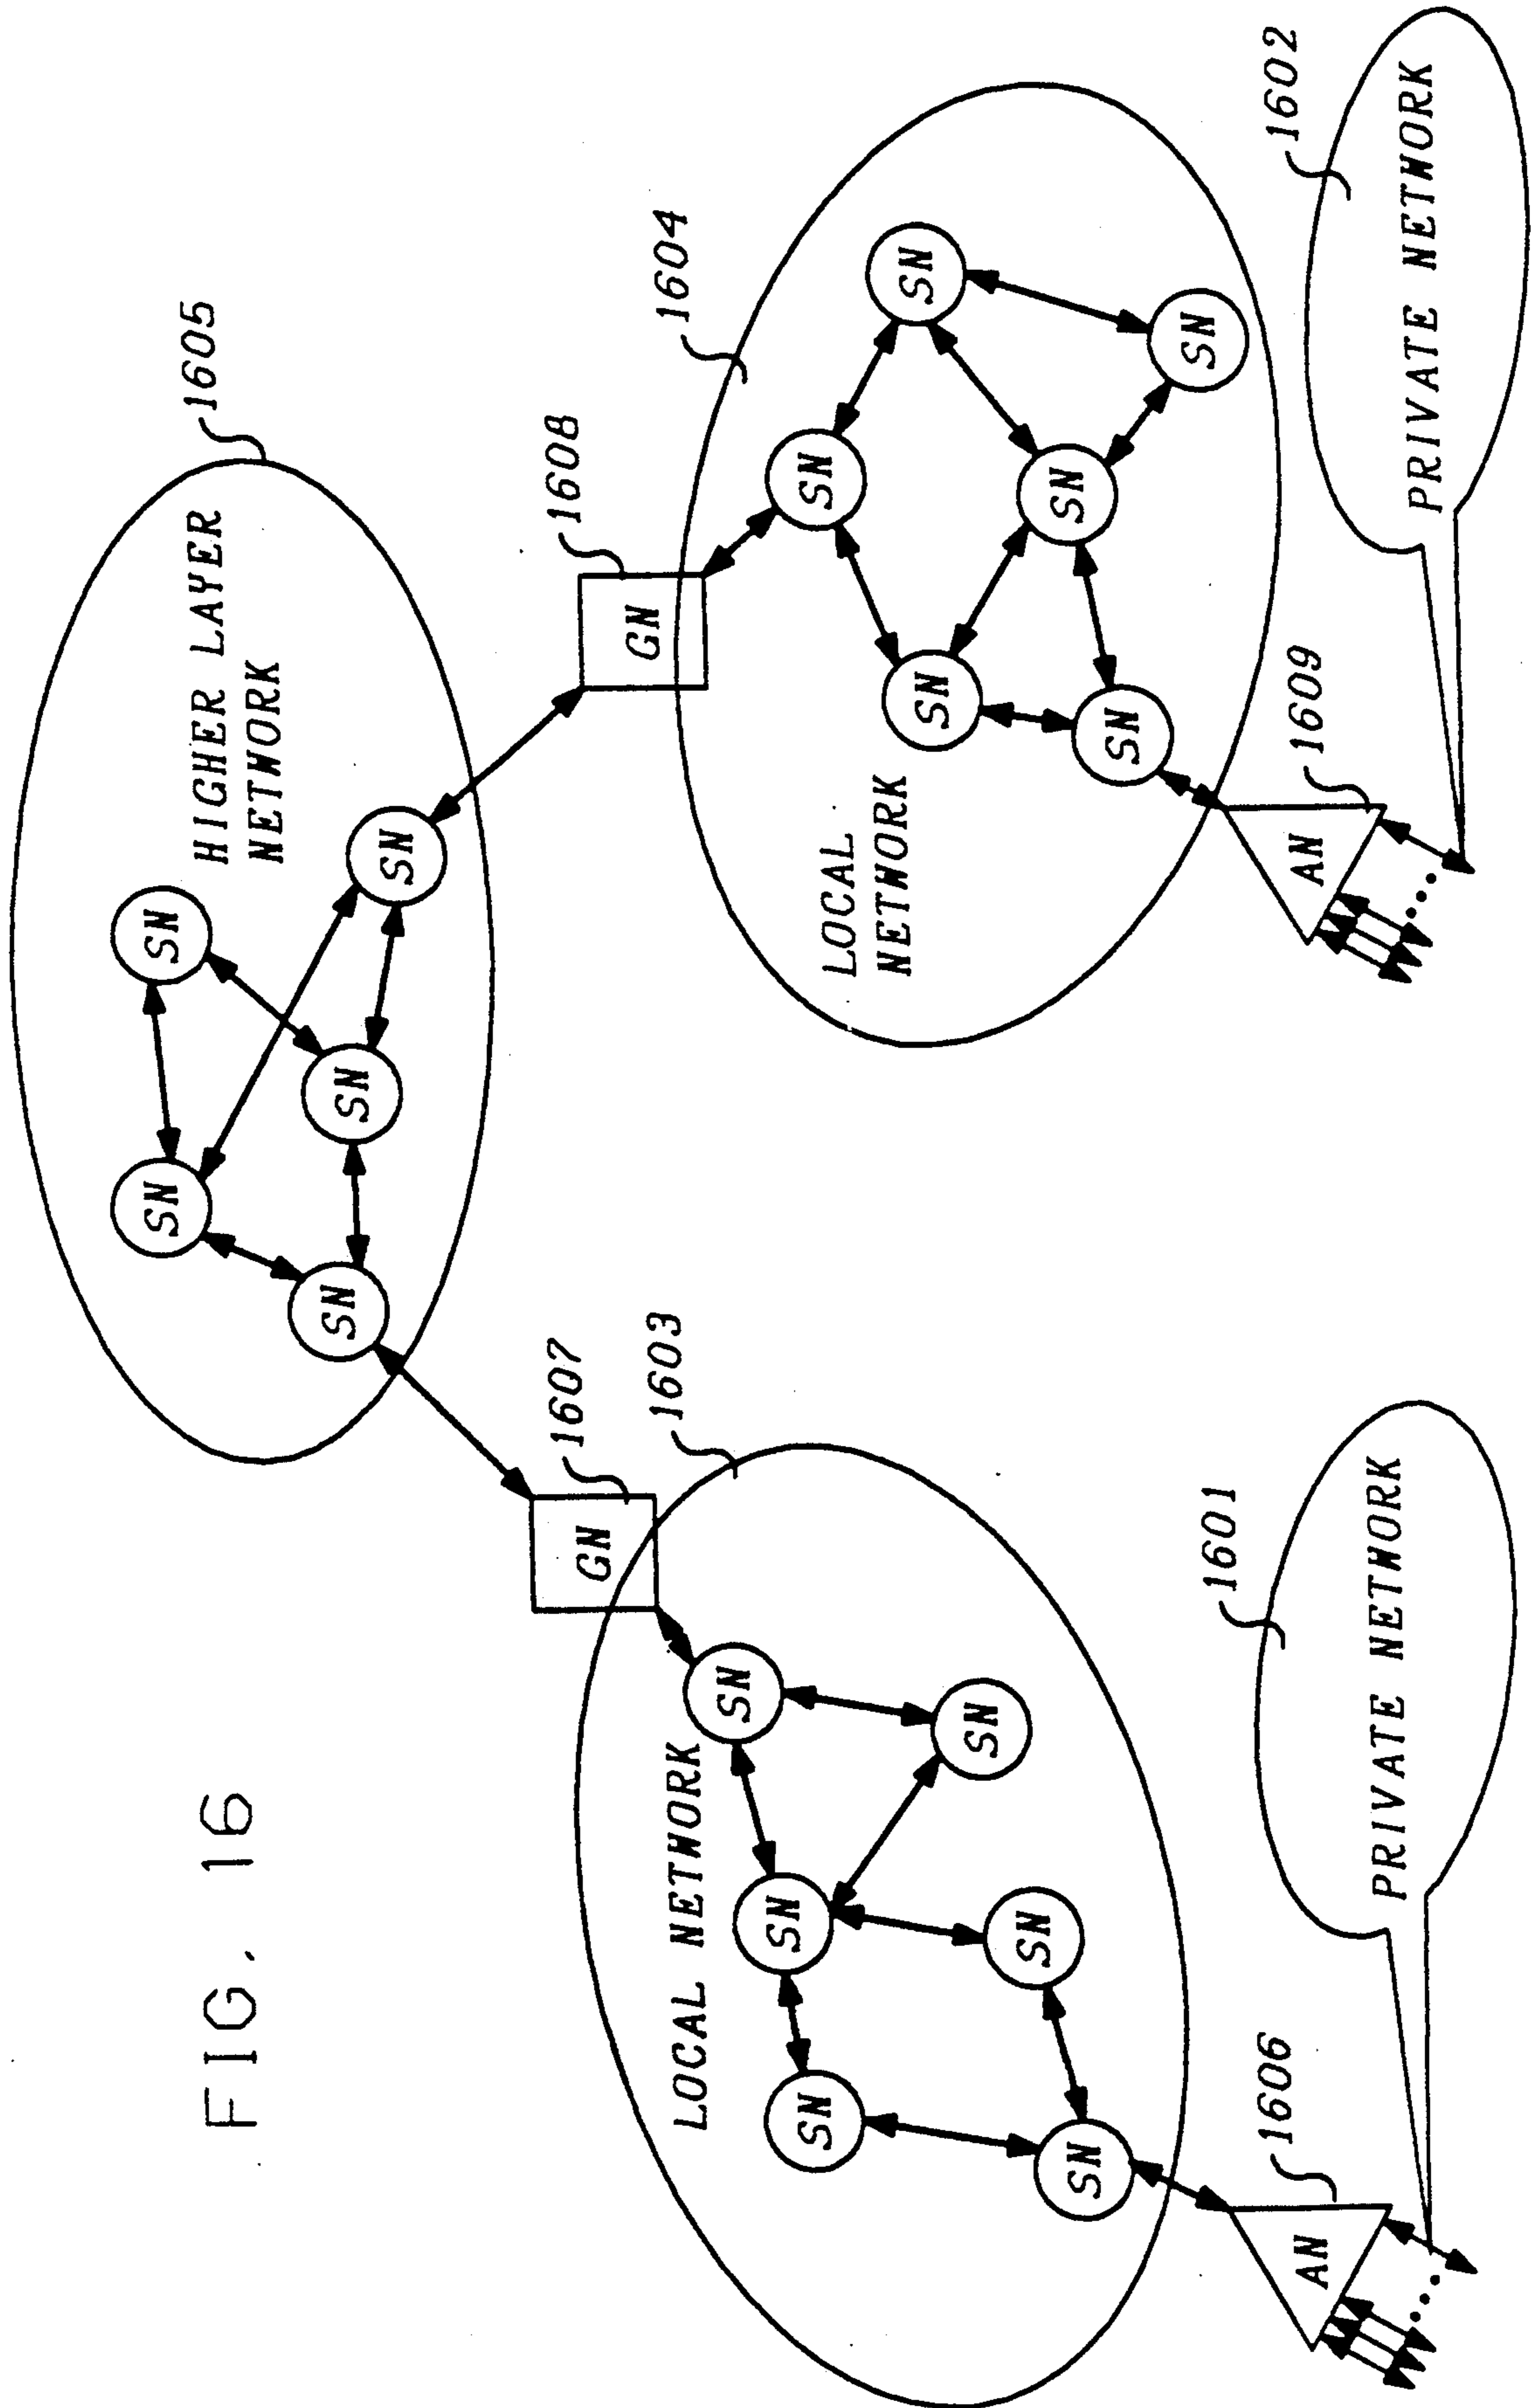 FIG. 16
HIGHER LAYER
NETWORK
1605
SN
SN
SN
SN
SN
GN
1607
GN
1608
1603
LOCAL NETWORK
SN
SN
SN
SN
SN
SN
1604
LOCAL
NETWORK
SN
SN
SN
SN
SN
SN
AN
1606
AN
1609
1601
PRIVATE NETWORK
1602
PRIVATE NETWORK